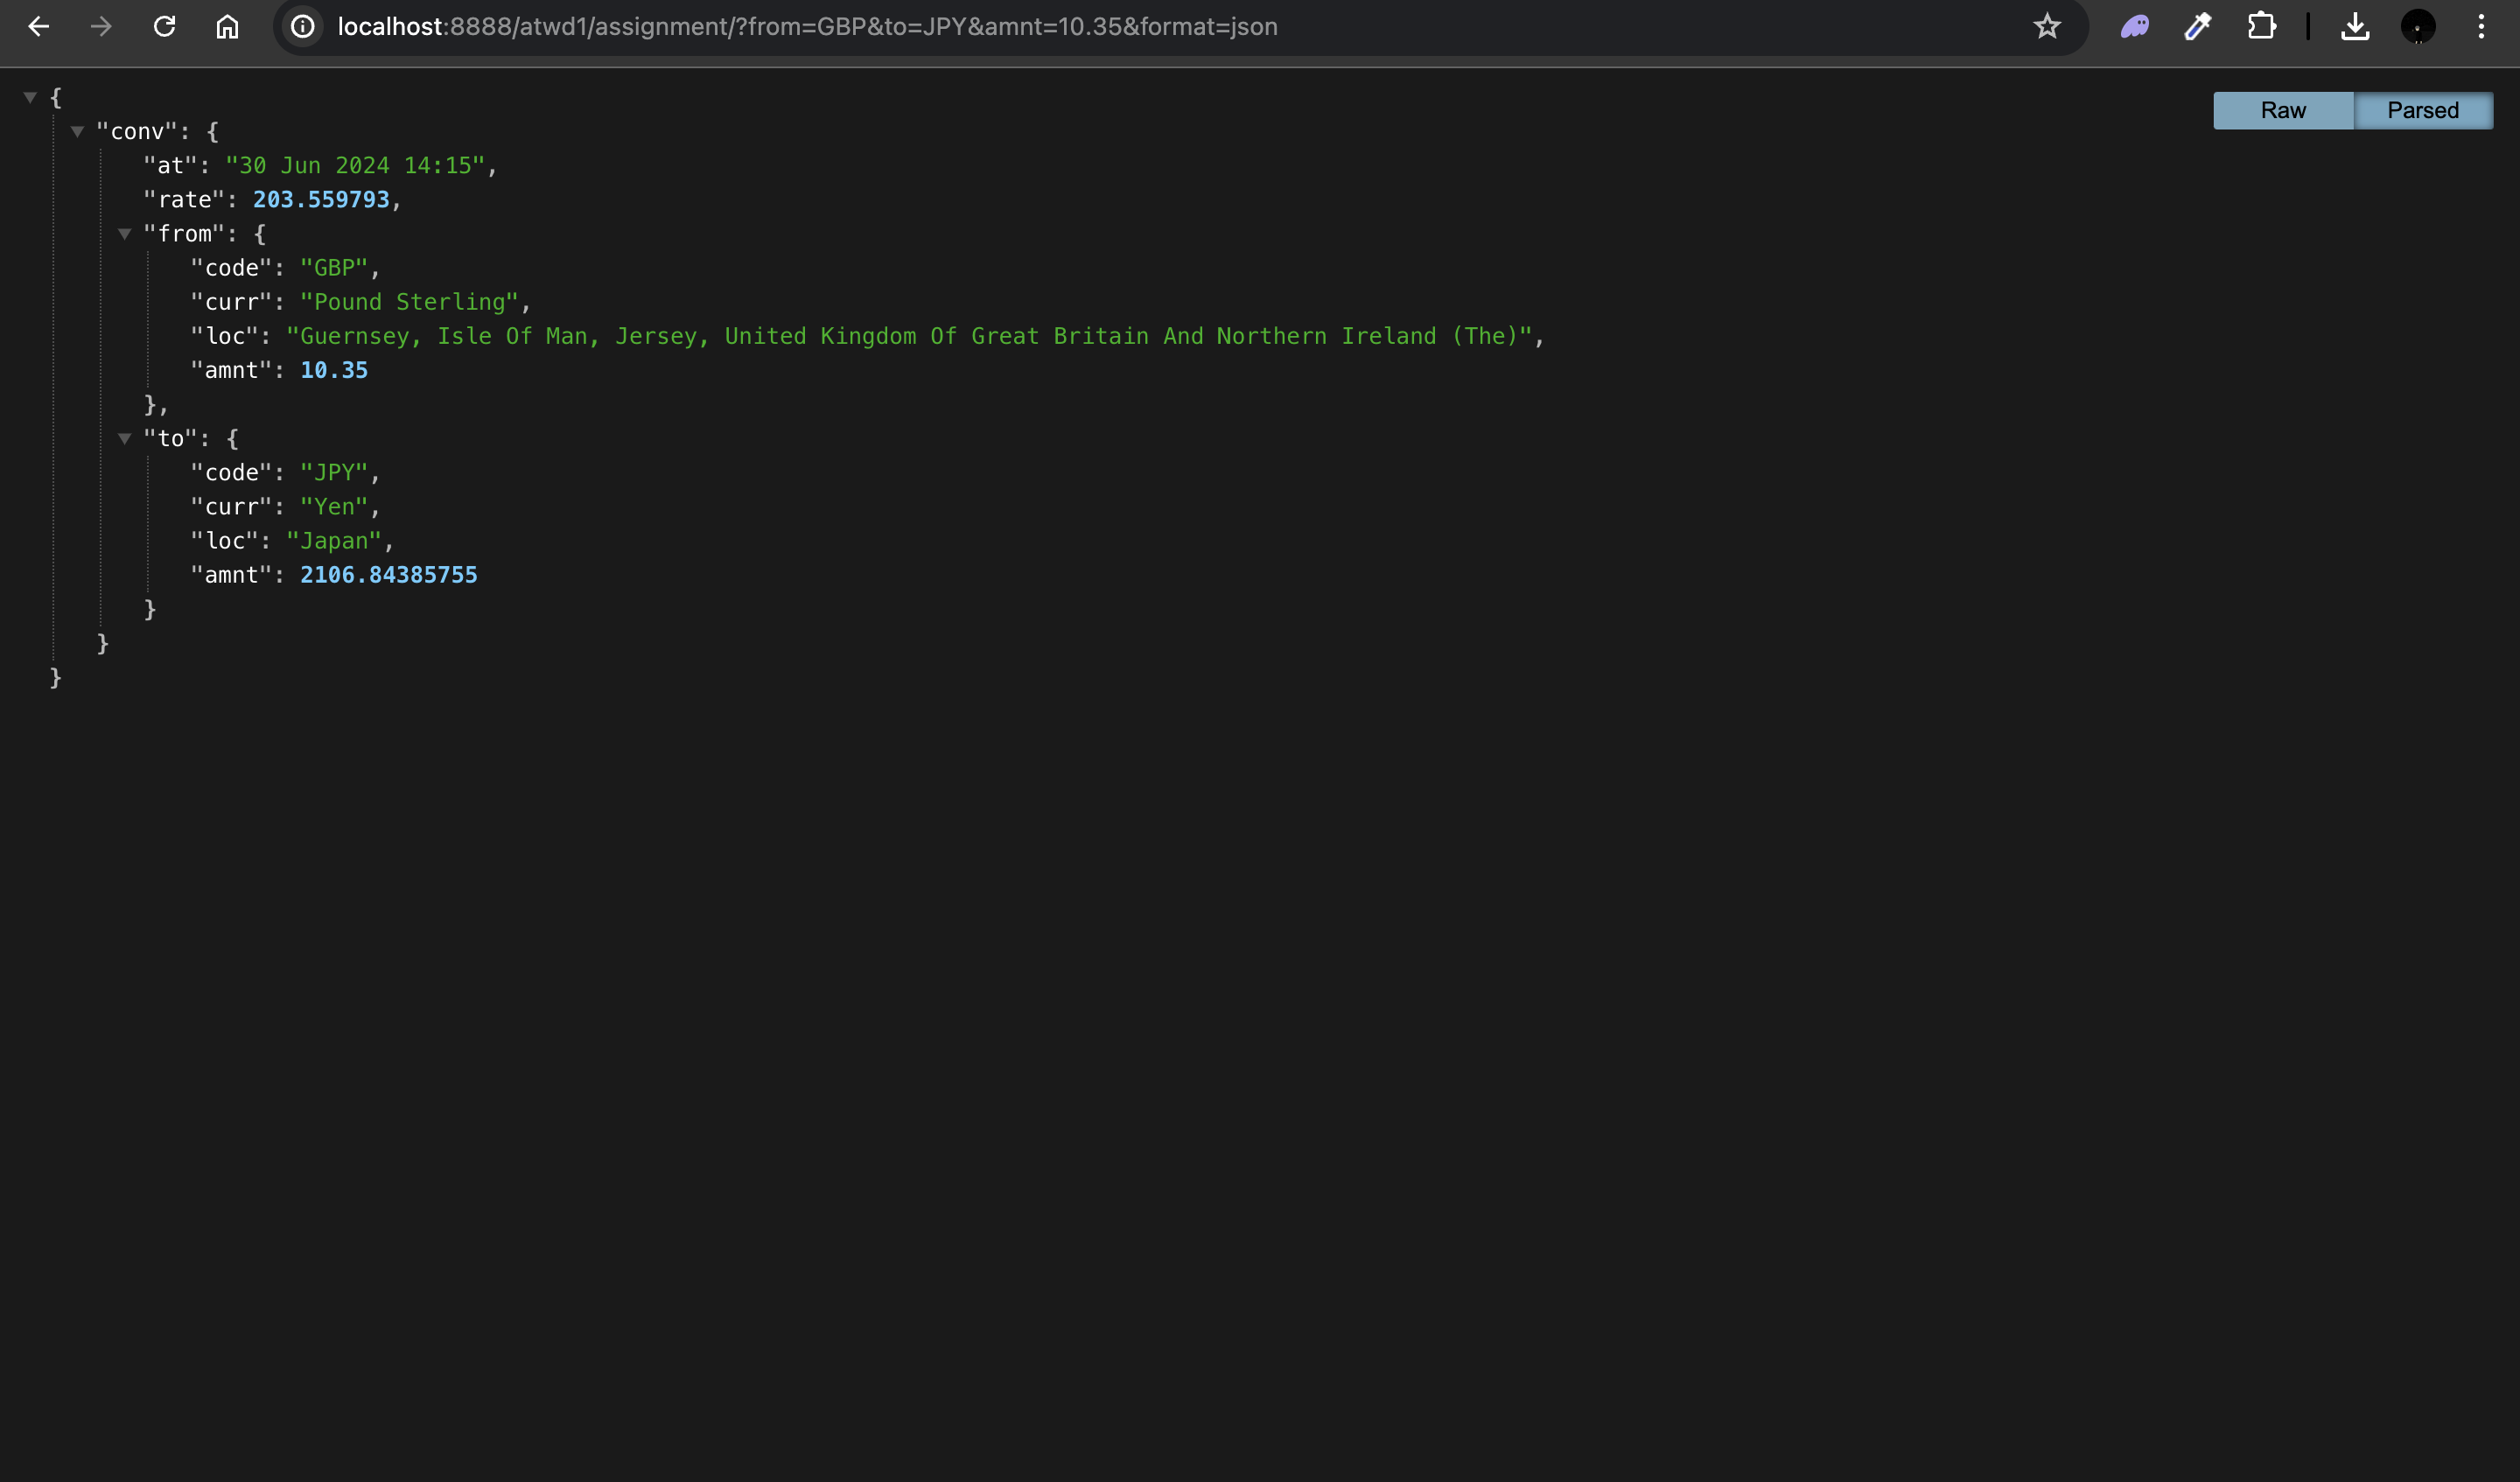 localhost:8888/atwd1/assignment/?from=GBP&to=JPY&amnt=10.35&format=json
Raw Parsed
{
"conv": {
"at": "30 Jun 2024 14:15",
"rate": 203.559793,
"from": {
"code": "GBP",
"curr": "Pound Sterling",
"loc": "Guernsey, Isle Of Man, Jersey, United Kingdom Of Great Britain And Northern Ireland (The)",
"amnt": 10.35
},
"to": {
"code": "JPY",
"curr": "Yen",
"loc": "Japan",
"amnt": 2106.84385755
}
}
}